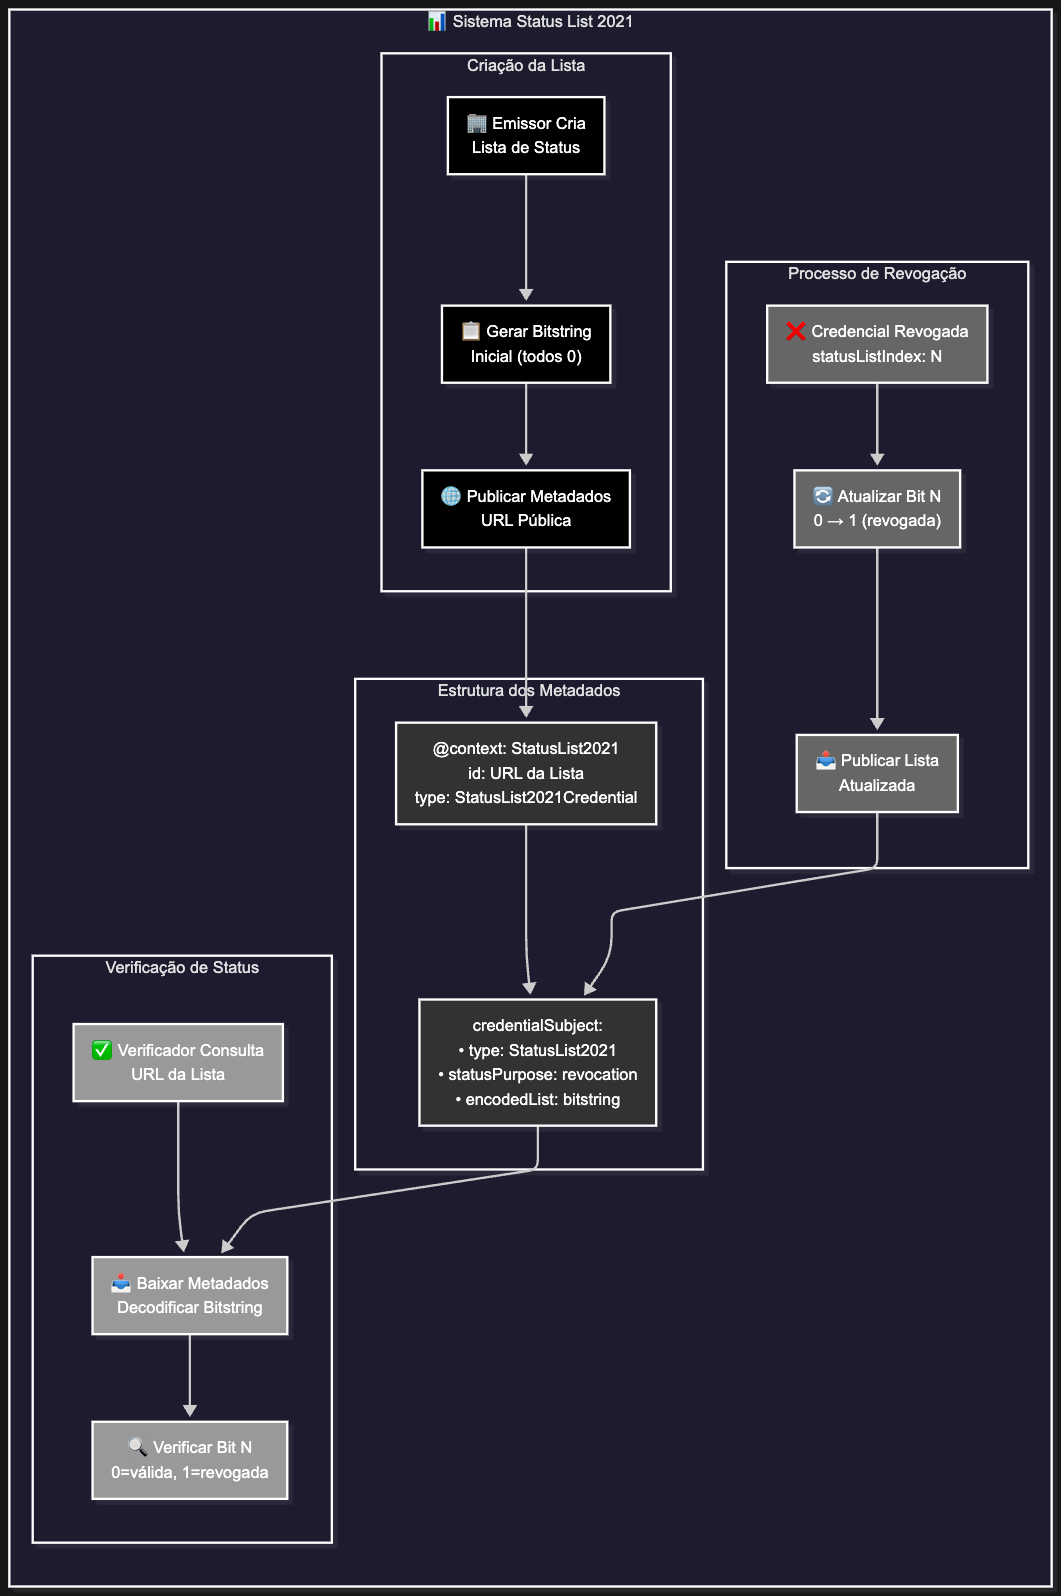 📊 Sistema Status List 2021
Criação da Lista
🏢 Emissor Cria
Lista de Status
📋 Gerar Bitstring
Inicial (todos 0)
🌐 Publicar Metadados
URL Pública
Processo de Revogação
❌ Credencial Revogada
statusListIndex: N
🔄 Atualizar Bit N
0 → 1 (revogada)
📤 Publicar Lista
Atualizada
Estrutura dos Metadados
@context: StatusList2021
id: URL da Lista
type: StatusList2021Credential
credentialSubject:
• type: StatusList2021
• statusPurpose: revocation
• encodedList: bitstring
Verificação de Status
✅ Verificador Consulta
URL da Lista
📥 Baixar Metadados
Decodificar Bitstring
🔍 Verificar Bit N
0=válida, 1=revogada